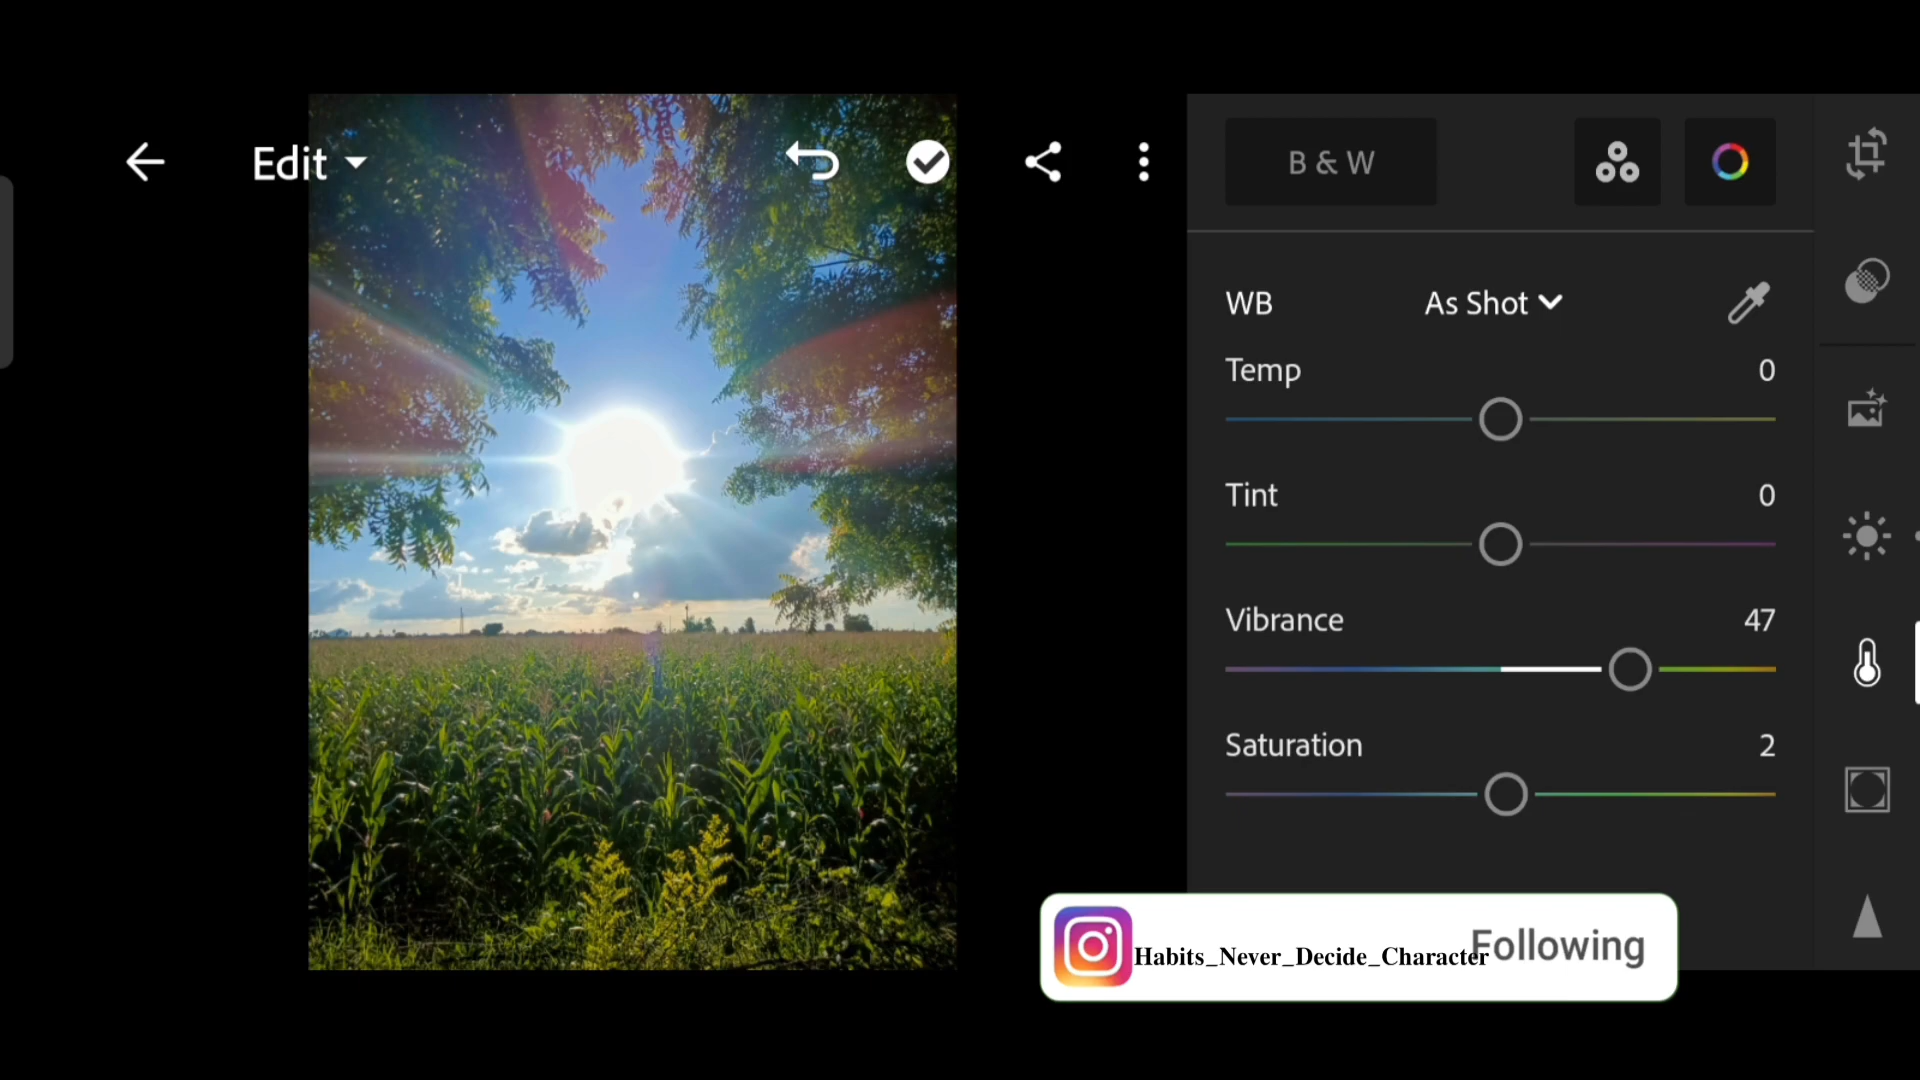 Edit
B & W
WB As Shot
Temp 0
Tint 0
Vibrance 47
Saturation 2
Habits_Never_Decide_Character Following